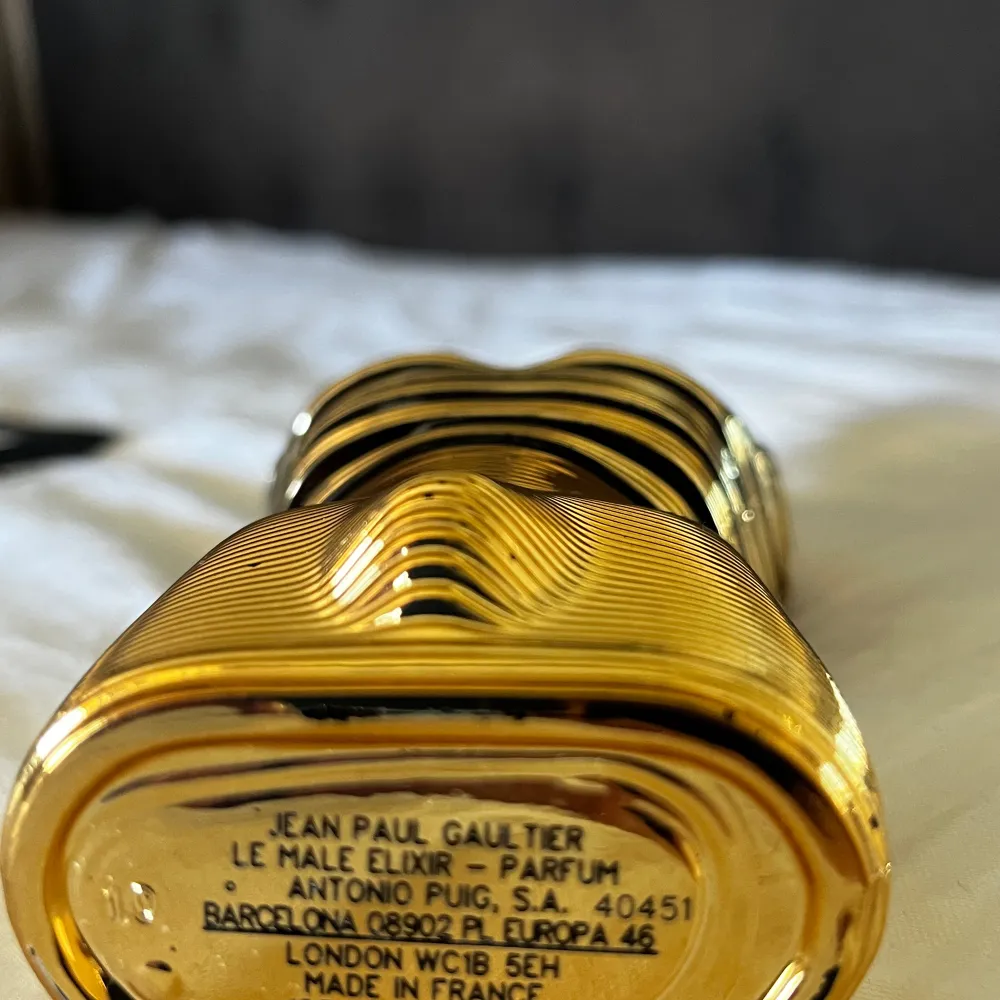 JEAN PAUL GAULTIER
LE MALE ELIXIR – PARFUM
ANTONIO PUIG, S.A. 40451
BARCELONA 08902 PL EUROPA 46
LONDON WC1B 5EH
MADE IN FRANCE